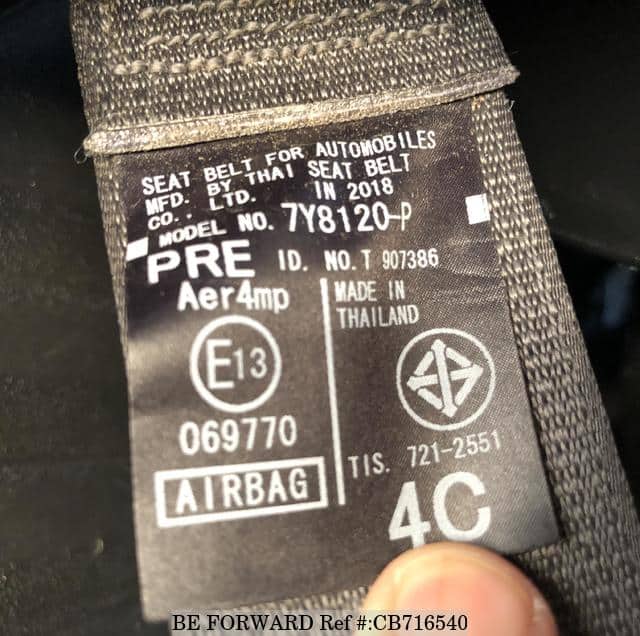 SEAT BELT FOR AUTOMOBILES
MFD. BY THAI SEAT BELT
CO., LTD. IN 2018
MODEL NO. 7Y8120-P
PRE ID. NO. T 907386
Aer4mp
E13
069770
AIRBAG
MADE IN
THAILAND
TIS. 721-2551
4C
BE FORWARD Ref #:CB716540